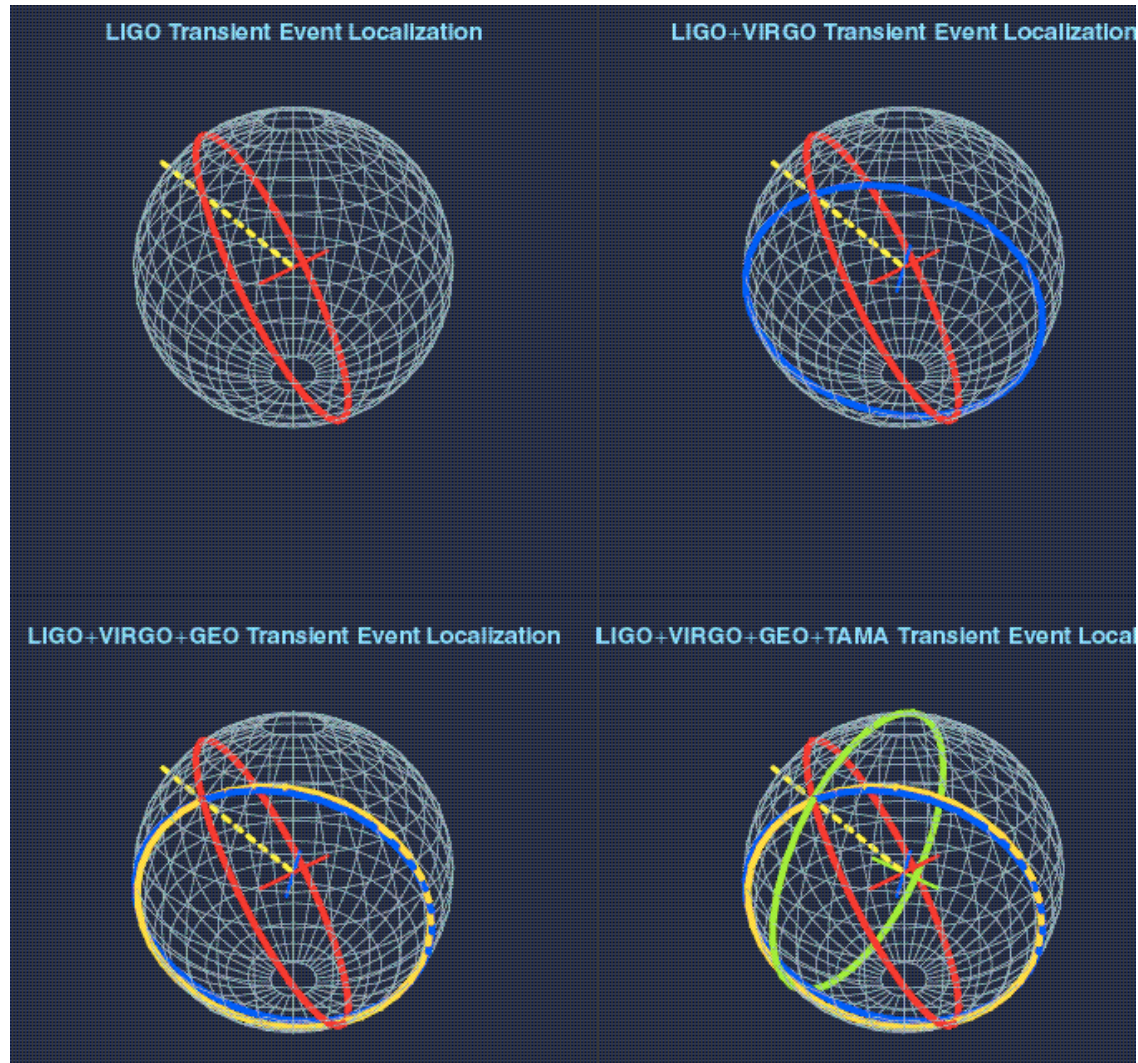 LIGO Transient Event Localization
LIGO+VIRGO Transient Event Localization
LIGO+VIRGO+GEO Transient Event Localization
LIGO+VIRGO+GEO+TAMA Transient Event Locali